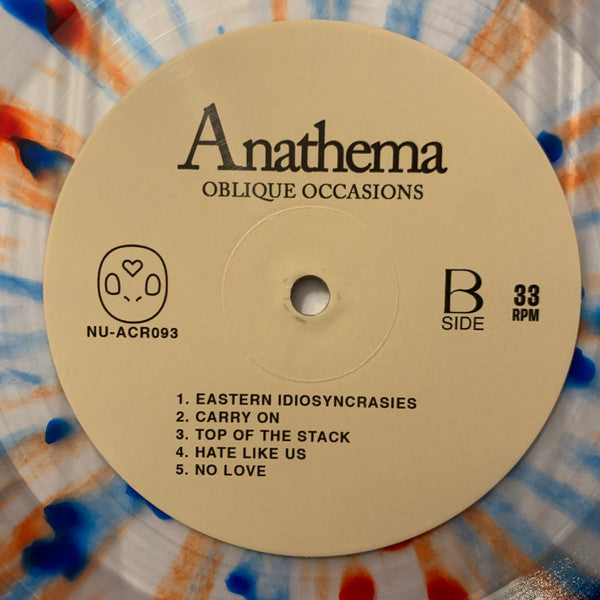 Anathema
OBLIQUE OCCASIONS
NU-ACR093
B
SIDE
33
RPM
1. EASTERN IDIOSYNCRASIES
2. CARRY ON
3. TOP OF THE STACK
4. HATE LIKE US
5. NO LOVE